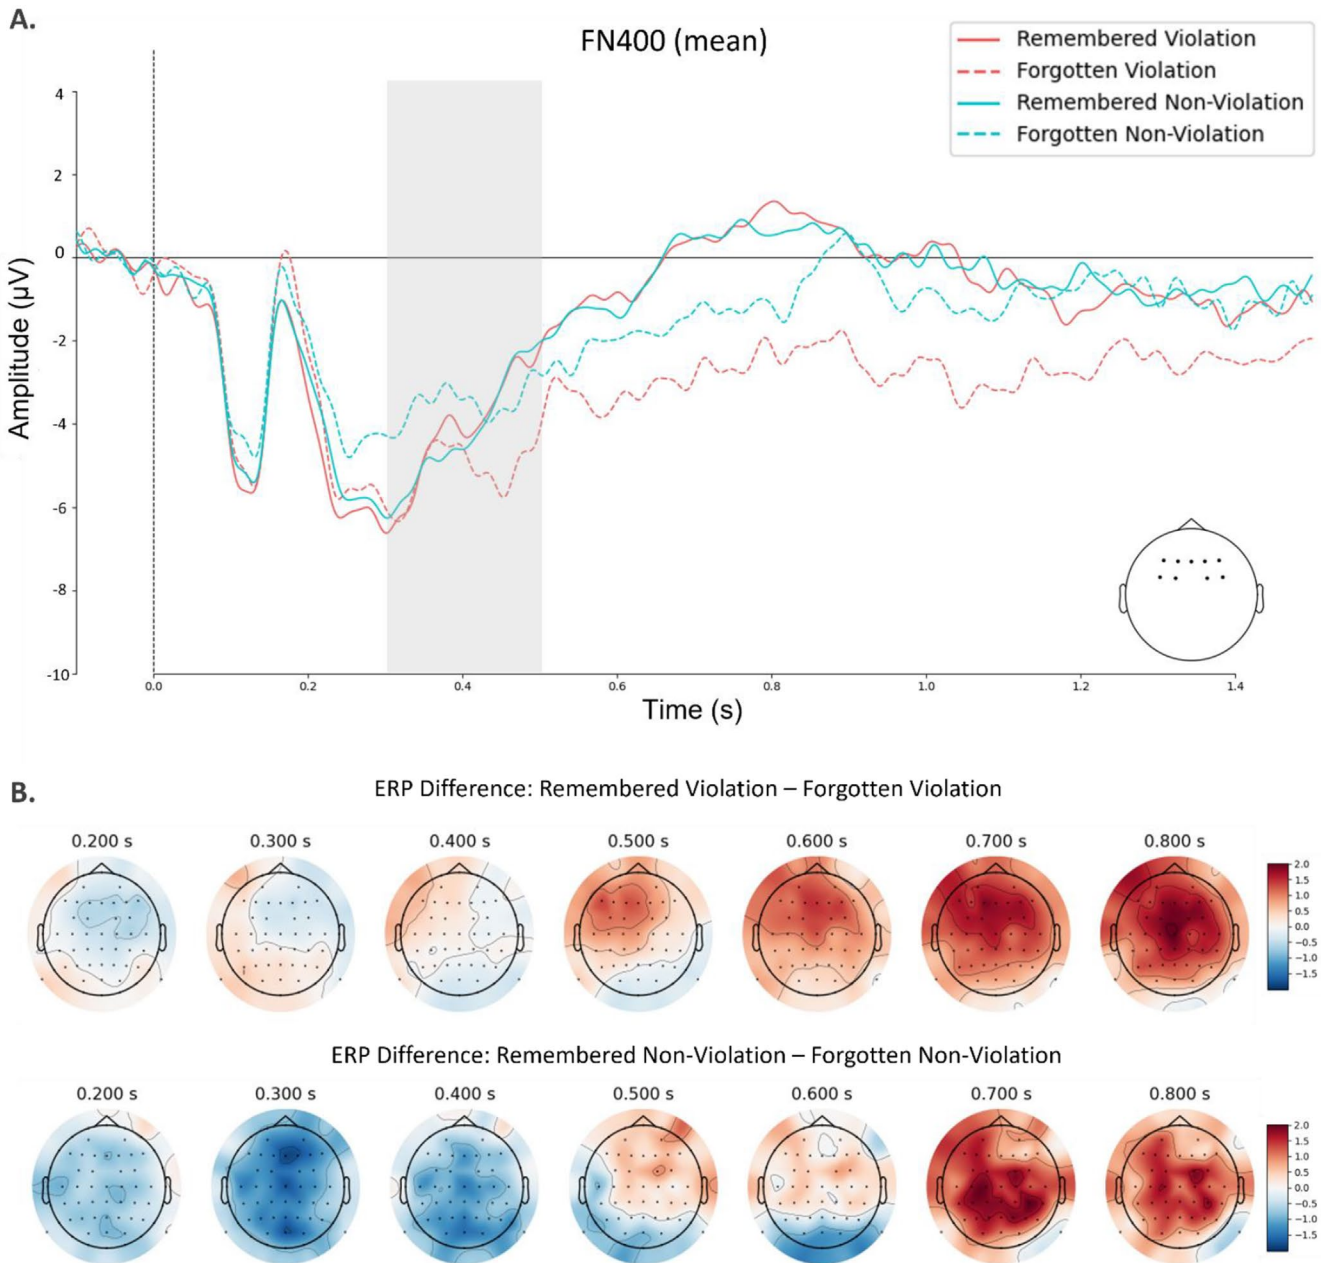 A.
FN400 (mean)
Remembered Violation
Forgotten Violation
Remembered Non-Violation
Forgotten Non-Violation
4
2
0
-2
-4
-6
-8
-10
Amplitude (µV)
0.0 0.2 0.4 0.6 0.8 1.0 1.2 1.4
Time (s)
B.
ERP Difference: Remembered Violation – Forgotten Violation
0.200 s 0.300 s 0.400 s 0.500 s 0.600 s 0.700 s 0.800 s
2.0
1.5
1.0
0.5
0.0
−0.5
−1.0
−1.5
ERP Difference: Remembered Non-Violation – Forgotten Non-Violation
0.200 s 0.300 s 0.400 s 0.500 s 0.600 s 0.700 s 0.800 s
2.0
1.5
1.0
0.5
0.0
−0.5
−1.0
−1.5